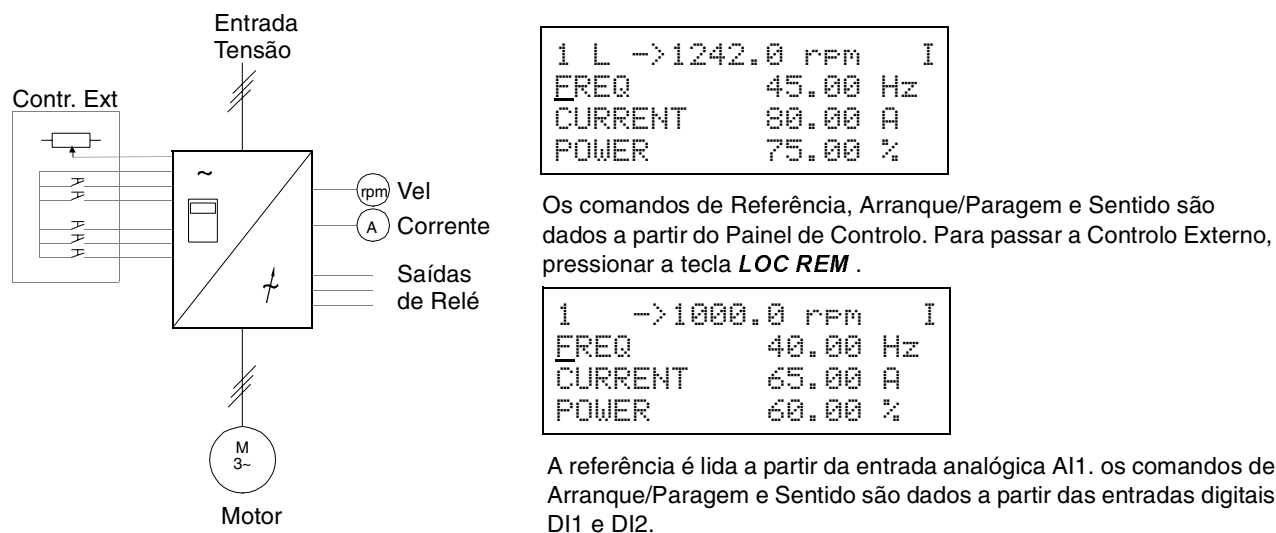 Entrada
Tensão
Contr. Ext
~
rpm Vel
A Corrente
Saídas
de Relé
~
M
3~
Motor
1 L ->1242.0 rpm I
FREQ 45.00 Hz
CURRENT 80.00 A
POWER 75.00 %
Os comandos de Referência, Arranque/Paragem e Sentido são
dados a partir do Painel de Controlo. Para passar a Controlo Externo,
pressionar a tecla LOC REM .
1 ->1000.0 rpm I
FREQ 40.00 Hz
CURRENT 65.00 A
POWER 60.00 %
A referência é lida a partir da entrada analógica AI1. os comandos de
Arranque/Paragem e Sentido são dados a partir das entradas digitais
DI1 e DI2.